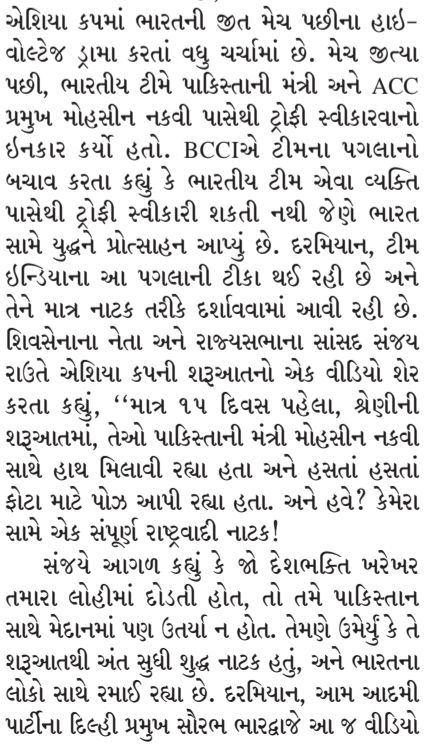 એશિયા કપમાં ભારતની જીત મેચ પછીના હાઇ-
વોલ્ટેજ ડ્રામા કરતાં વધુ ચર્ચામાં છે. મેચ જીત્યા
પછી, ભારતીય ટીમે પાકિસ્તાની મંત્રી અને ACC
પ્રમુખ મોહસીન નકવી પાસેથી ટ્રોફી સ્વીકારવાનો
ઇનકાર કર્યો હતો. BCCIએ ટીમના પગલાનો
બચાવ કરતા કહ્યું કે ભારતીય ટીમ એવા વ્યક્તિ
પાસેથી ટ્રોફી સ્વીકારી શકતી નથી જેણે ભારત
સામે યુદ્ધને પ્રોત્સાહન આપ્યું છે. દરમિયાન, ટીમ
ઇન્ડિયાના આ પગલાની ટીકા થઈ રહી છે અને
તેને માત્ર નાટક તરીકે દર્શાવવામાં આવી રહી છે.
શિવસેનાના નેતા અને રાજ્યસભાના સાંસદ સંજય
રાઉતે એશિયા કપની શરૂઆતનો એક વીડિયો શેર
કરતા કહ્યું, ‘‘માત્ર ૧૫ દિવસ પહેલા, શ્રેણીની
શરૂઆતમાં, તેઓ પાકિસ્તાની મંત્રી મોહસીન નકવી
સાથે હાથ મિલાવી રહ્યા હતા અને હસતાં હસતાં
ફોટા માટે પોઝ આપી રહ્યા હતા. અને હવે? કેમેરા
સામે એક સંપૂર્ણ રાષ્ટ્રવાદી નાટક!
સંજયે આગળ કહ્યું કે જો દેશભક્તિ ખરેખર
તમારા લોહીમાં દોડતી હોત, તો તમે પાકિસ્તાન
સાથે મેદાનમાં પણ ઉતર્યા ન હોત. તેમણે ઉમેર્યું કે તે
શરૂઆતથી અંત સુધી શુદ્ધ નાટક હતું, અને ભારતના
લોકો સાથે રમાઈ રહ્યા છે. દરમિયાન, આમ આદમી
પાર્ટીના દિલ્હી પ્રમુખ સૌરભ ભારદ્વાજે આ જ વીડિયો